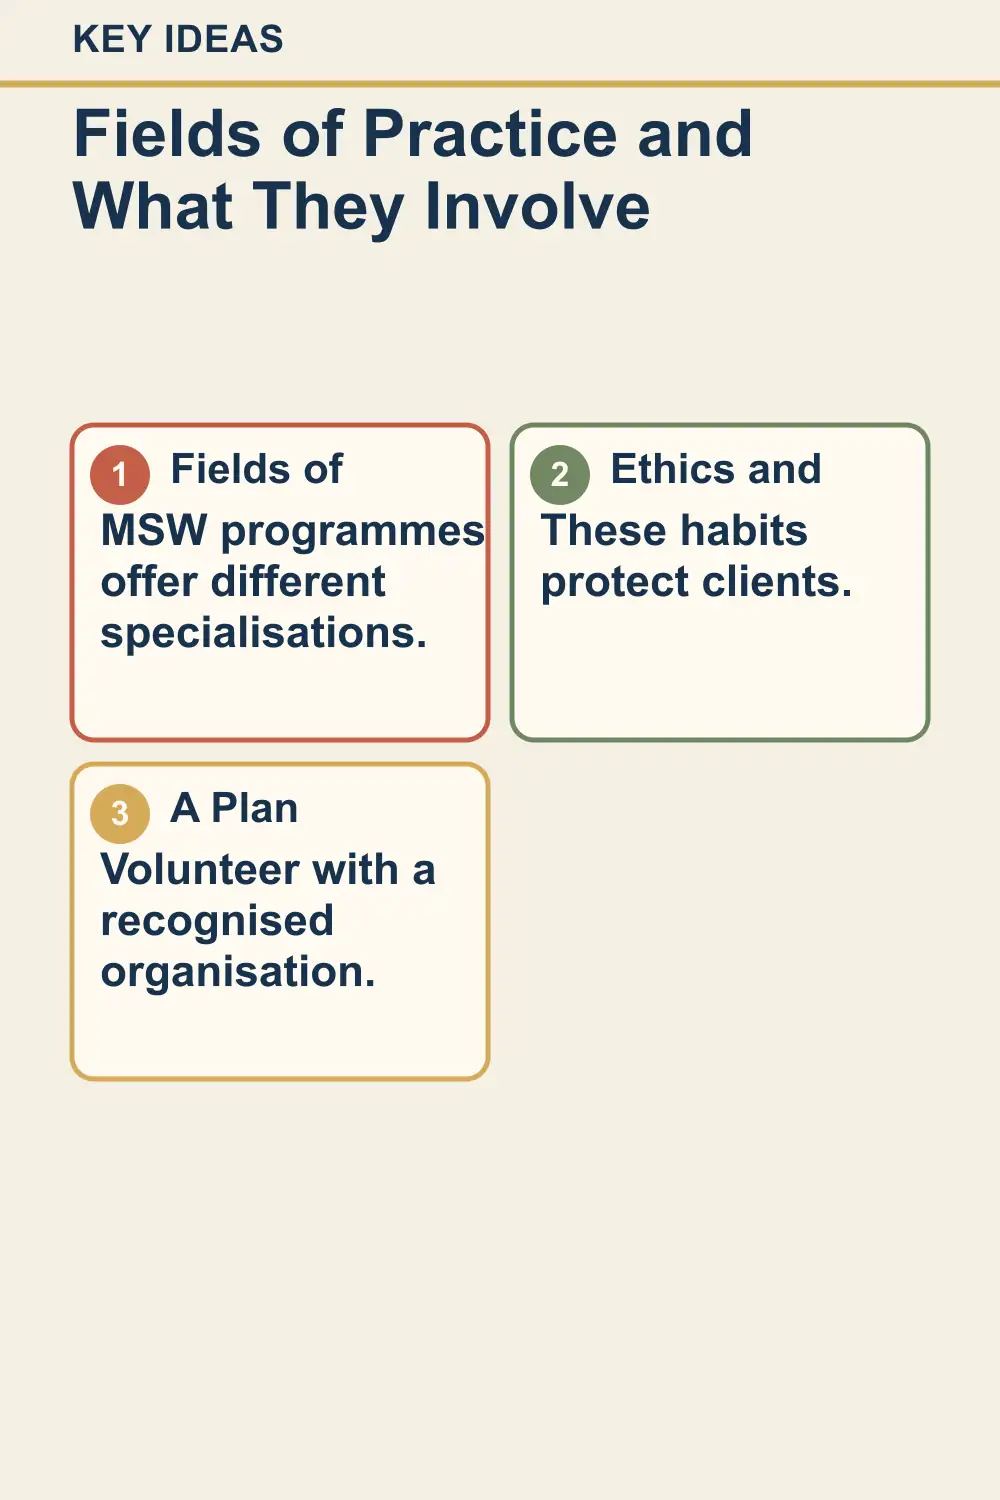 KEY IDEAS
Fields of Practice and
What They Involve
1 Fields of
MSW programmes
offer different
specialisations.
2 Ethics and
These habits
protect clients.
3 A Plan
Volunteer with a
recognised
organisation.